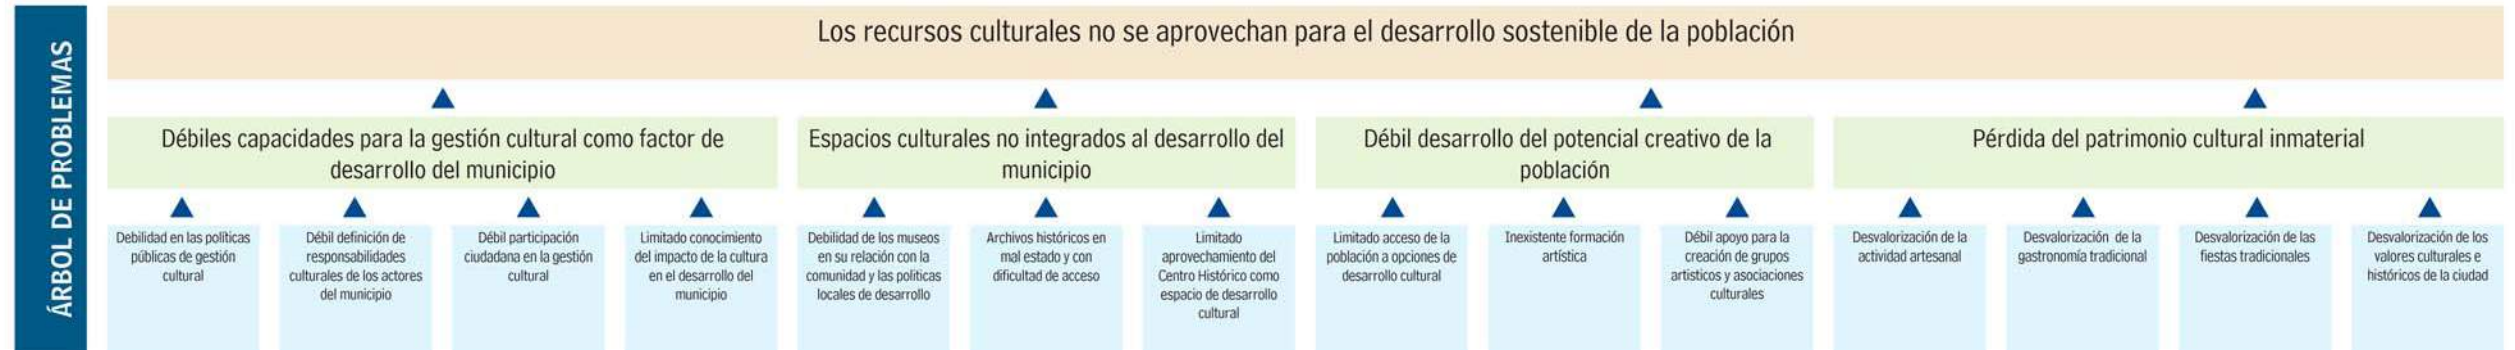 ÁRBOL DE PROBLEMAS
Los recursos culturales no se aprovechan para el desarrollo sostenible de la población
Débiles capacidades para la gestión cultural como factor de
desarrollo del municipio
Espacios culturales no integrados al desarrollo del
municipio
Débil desarrollo del potencial creativo de la
población
Pérdida del patrimonio cultural inmaterial
Debilidad en las políticas
públicas de gestión
cultural
Débil definición de
responsabilidades
culturales de los actores
del municipio
Débil participación
ciudadana en la gestión
cultural
Limitado conocimiento
del impacto de la cultura
en el desarrollo del
municipio
Debilidad de los museos
en su relación con la
comunidad y las politicas
locales de desarrollo
Archivos históricos en
mal estado y con
dificultad de acceso
Limitado
aprovechamiento del
Centro Histórico como
espacio de desarrollo
cultural
Limitado acceso de la
población a opciones de
desarrollo cultural
Inexistente formación
artística
Débil apoyo para la
creación de grupos
artisticos y asociaciones
culturales
Desvalorización de la
actividad artesanal
Desvalorización de la
gastronomía tradicional
Desvalorización de las
fiestas tradicionales
Desvalorización de los
valores culturales e
históricos de la ciudad